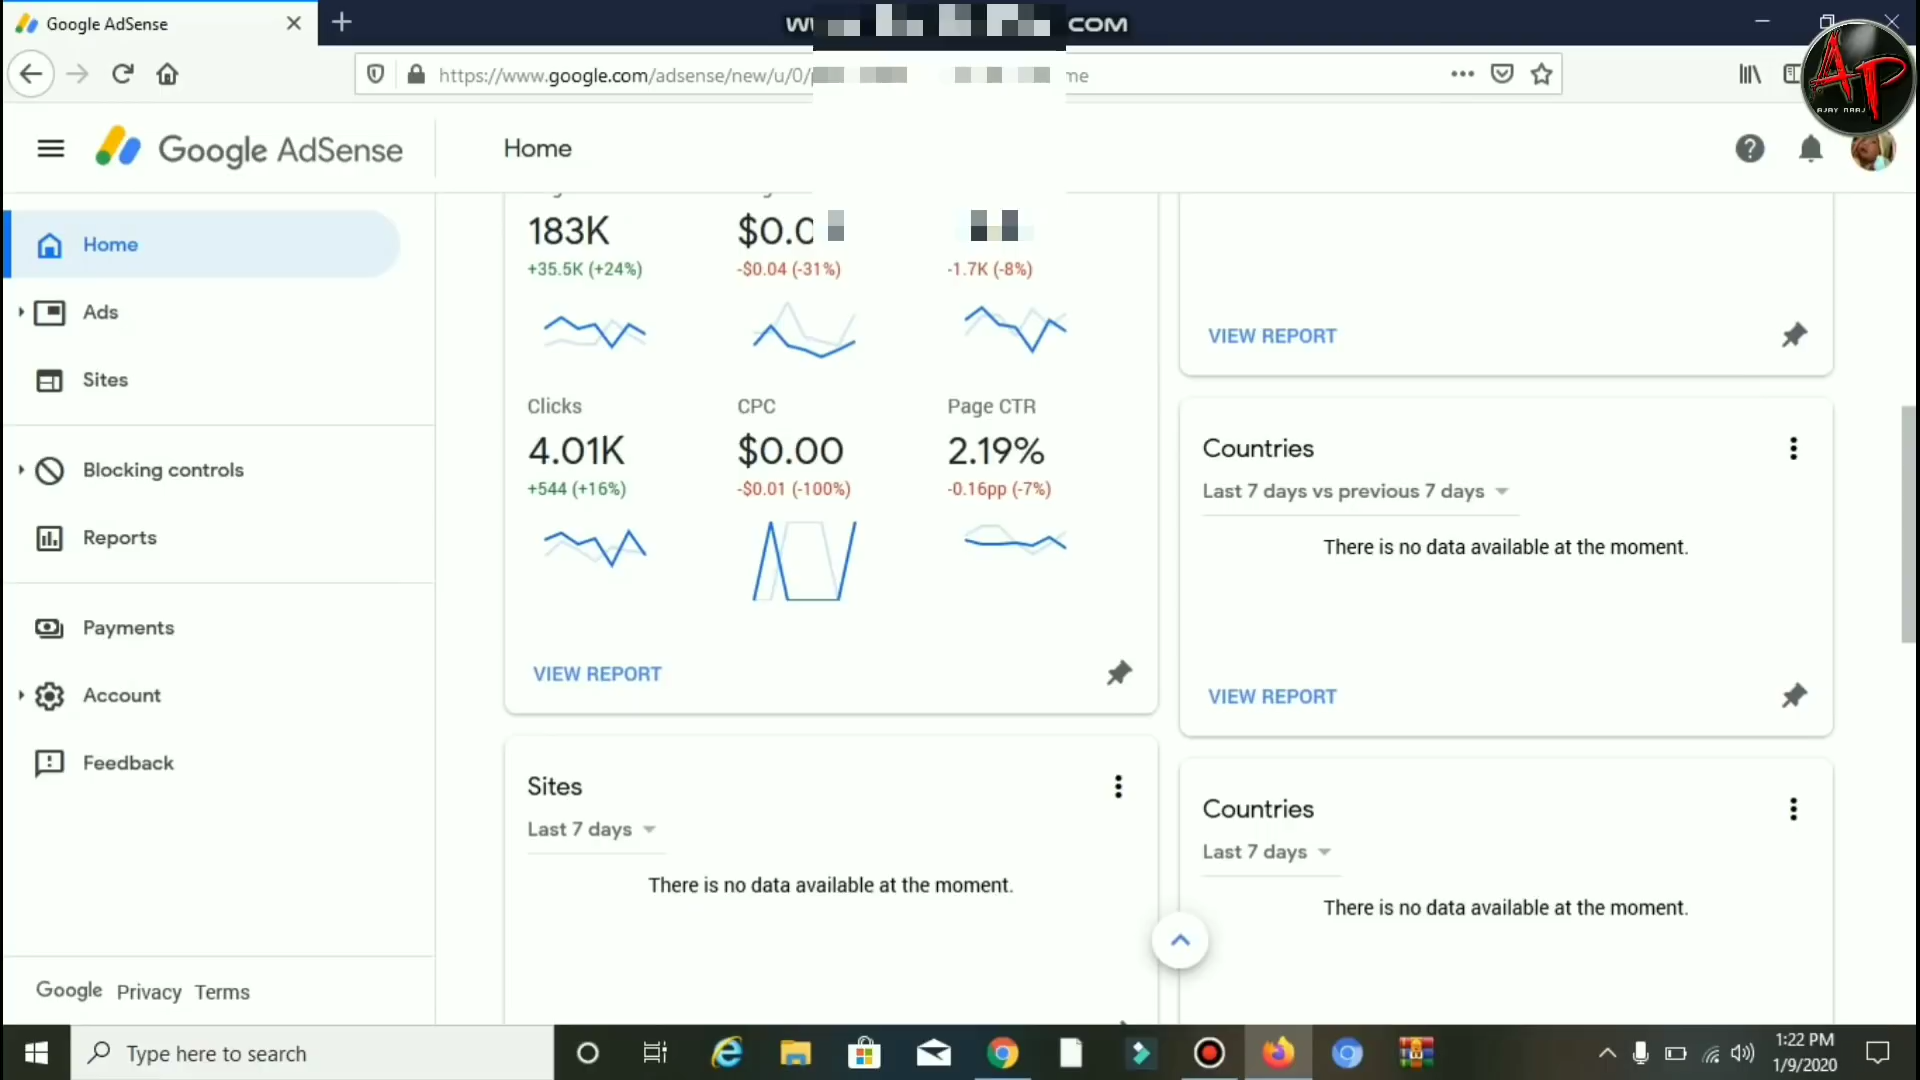 Google AdSense
.COM
https://www.google.com/adsense/new/u/0/
me
AP
AJAY
Google AdSense
Home
Home
Ads
Sites
Blocking controls
Reports
Payments
Account
Feedback
Google Privacy Terms
183K
+35.5K (+24%)
$0.0
-$0.04 (-31%)
-1.7K (-8%)
Clicks
4.01K
+544 (+16%)
CPC
$0.00
-$0.01 (-100%)
Page CTR
2.19%
-0.16pp (-7%)
VIEW REPORT
Sites
Last 7 days
There is no data available at the moment.
VIEW REPORT
Countries
Last 7 days vs previous 7 days
There is no data available at the moment.
VIEW REPORT
Countries
Last 7 days
There is no data available at the moment.
Type here to search
1:22 PM
1/9/2020